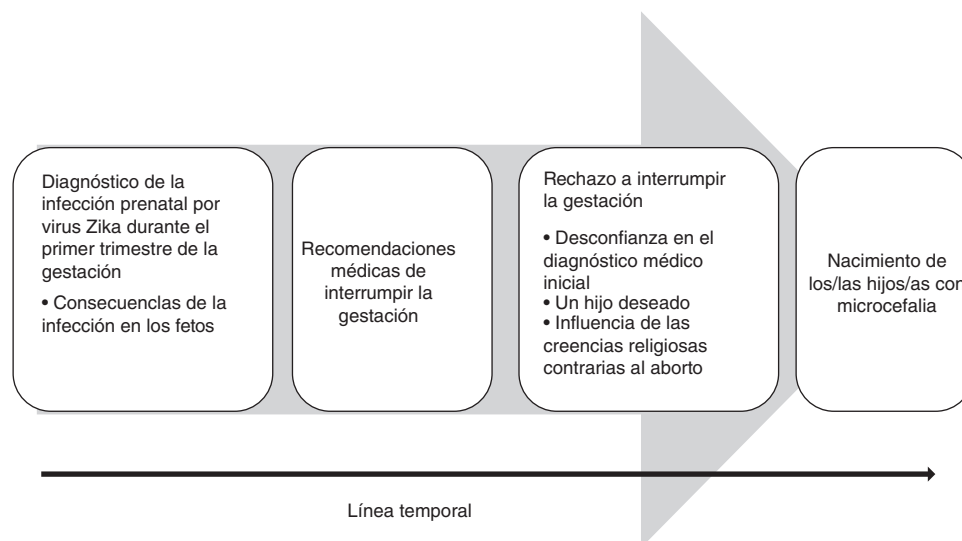 Diagnóstico de la
infección prenatal por
virus Zika durante el
primer trimestre de la
gestación
• Consecuenclas de la
infección en los fetos
Recomendaciones
médicas de
interrumpir la
gestación
Rechazo a interrumpir
la gestación
• Desconfianza en el
diagnóstico médico
inicial
• Un hijo deseado
• Influencia de las
creencias religiosas
contrarias al aborto
Nacimiento de
los/las hijos/as con
microcefalia
Línea temporal